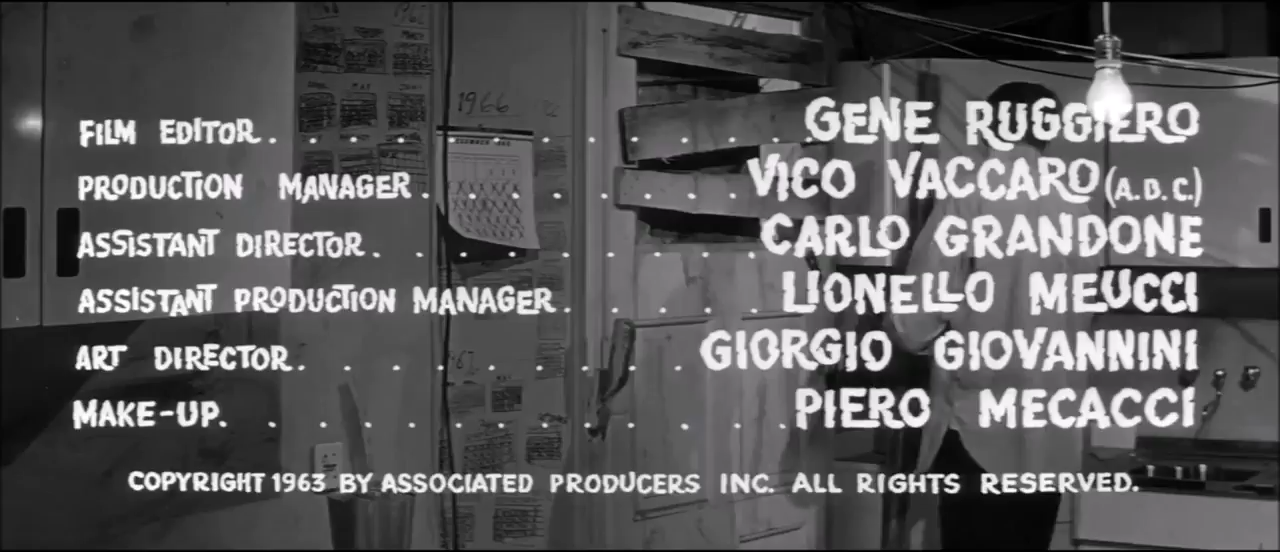 FILM EDITOR. . . . . . . . . . . . . GENE RUGGIERO
PRODUCTION MANAGER. . . . . . . . VICO VACCARO (A.D.C.)
ASSISTANT DIRECTOR. . . . . . . . . . CARLO GRANDONE
ASSISTANT PRODUCTION MANAGER. . . . . . LIONELLO MEUCCI
ART DIRECTOR. . . . . . . . . GIORGIO GIOVANNINI
MAKE-UP. . . . . . . . . . . . . PIERO MECACCI
COPYRIGHT 1963 BY ASSOCIATED PRODUCERS INC. ALL RIGHTS RESERVED.
1966